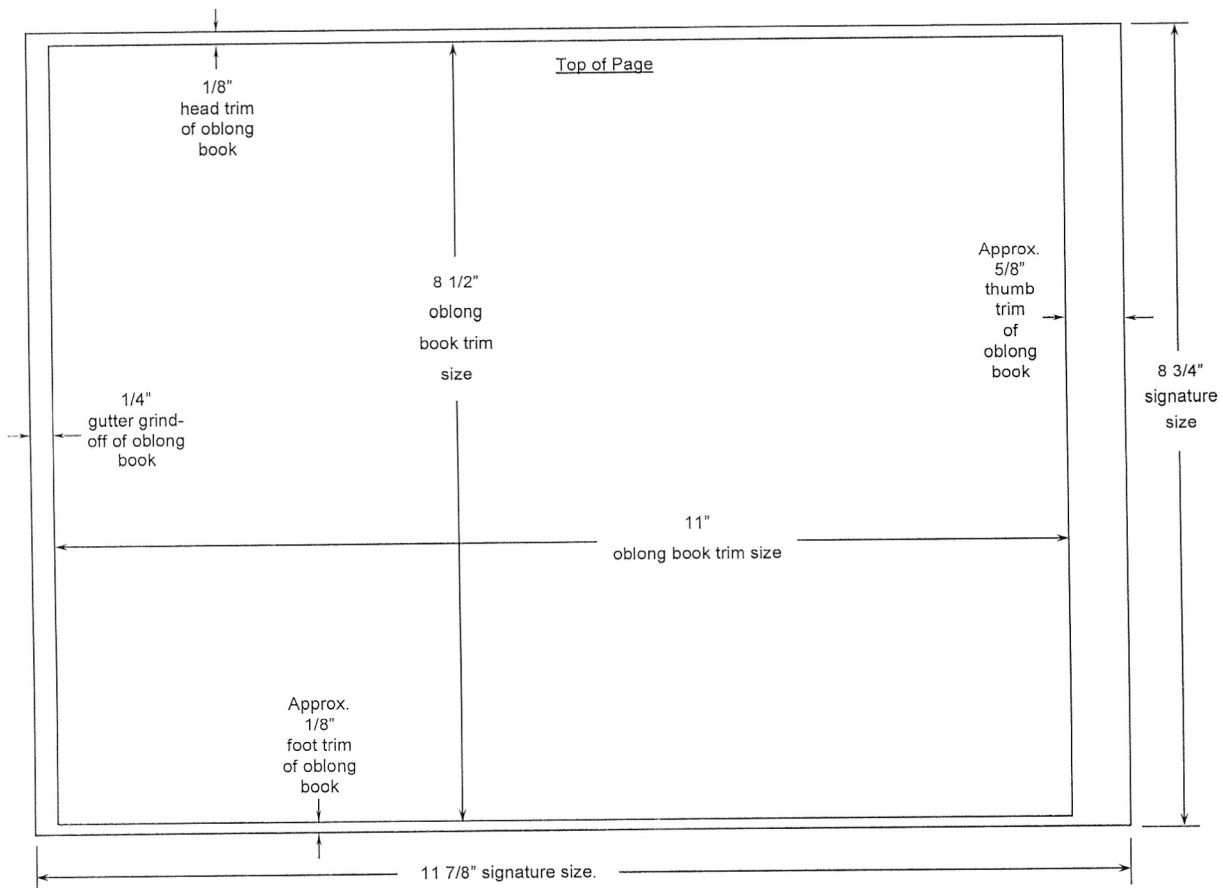 Top of Page
1/8"
head trim
of oblong
book
8 1/2"
oblong
book trim
size
Approx.
5/8"
thumb
trim
of
oblong
book
8 3/4"
signature
size
1/4"
gutter grind-
off of oblong
book
11"
oblong book trim size
Approx.
1/8"
foot trim
of oblong
book
11 7/8" signature size.